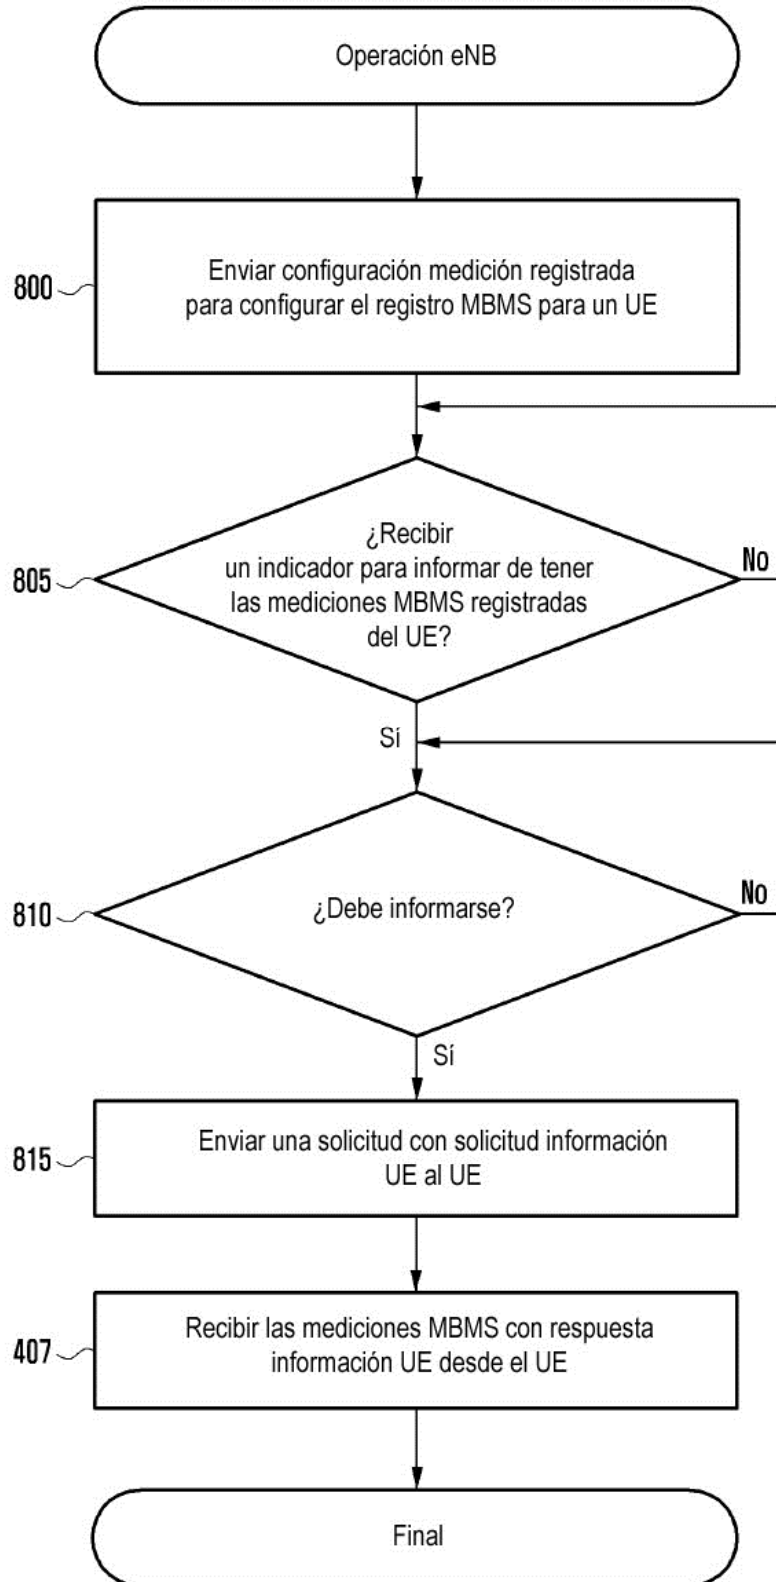 Operación eNB
800
Enviar configuración medición registrada
para configurar el registro MBMS para un UE
805
¿Recibir
un indicador para informar de tener
las mediciones MBMS registradas
del UE?
No
Sí
810
¿Debe informarse?
No
Sí
815
Enviar una solicitud con solicitud información
UE al UE
407
Recibir las mediciones MBMS con respuesta
información UE desde el UE
Final